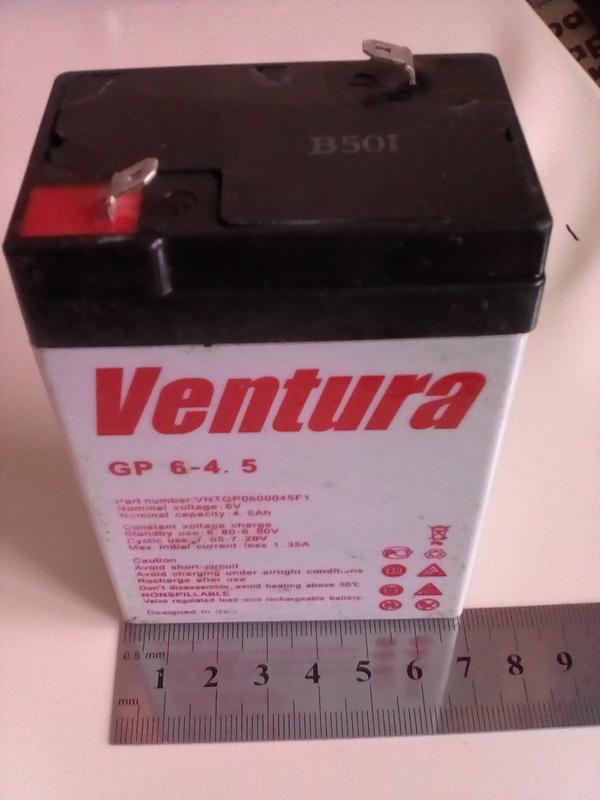 B50I
Ventura
GP 6-4.5
Part number:VNTGP0600045F1
Nominal voltage:6V
Nominal capacity:4.5Ah
Constant voltage charge
Standby use:6.80-6.90V
Cyclic use:7.05-7.20V
Max. initial current less 1.35A
Caution
Avoid short-circuit
Avoid charging under airtight conditions
Recharge after use
Don't disassemble, avoid heating above 50℃
NONSPILLABLE
Valve regulated lead-acid rechargeable battery
Designed in Italy
0.5 mm
1 2 3 4 5 6 7 8 9
mm